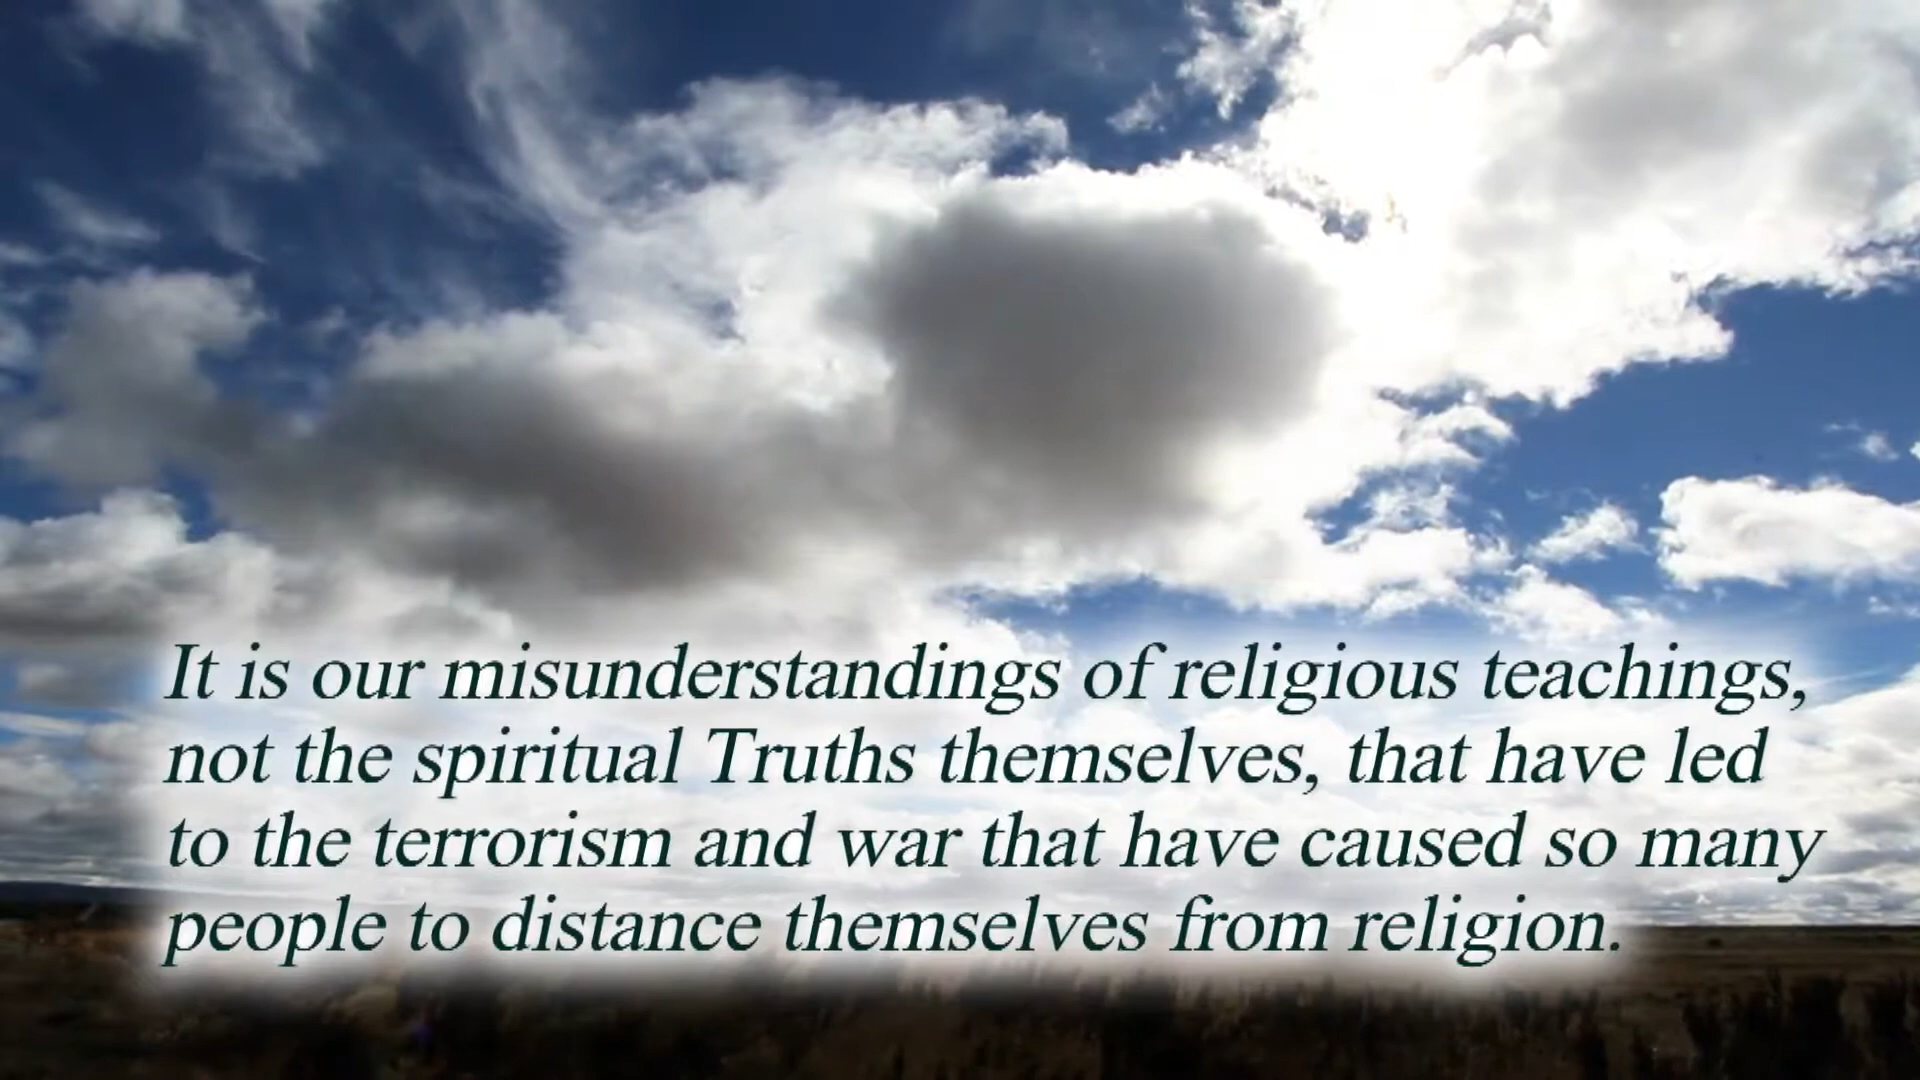 It is our misunderstandings of religious teachings,
not the spiritual Truths themselves, that have led
to the terrorism and war that have caused so many
people to distance themselves from religion.